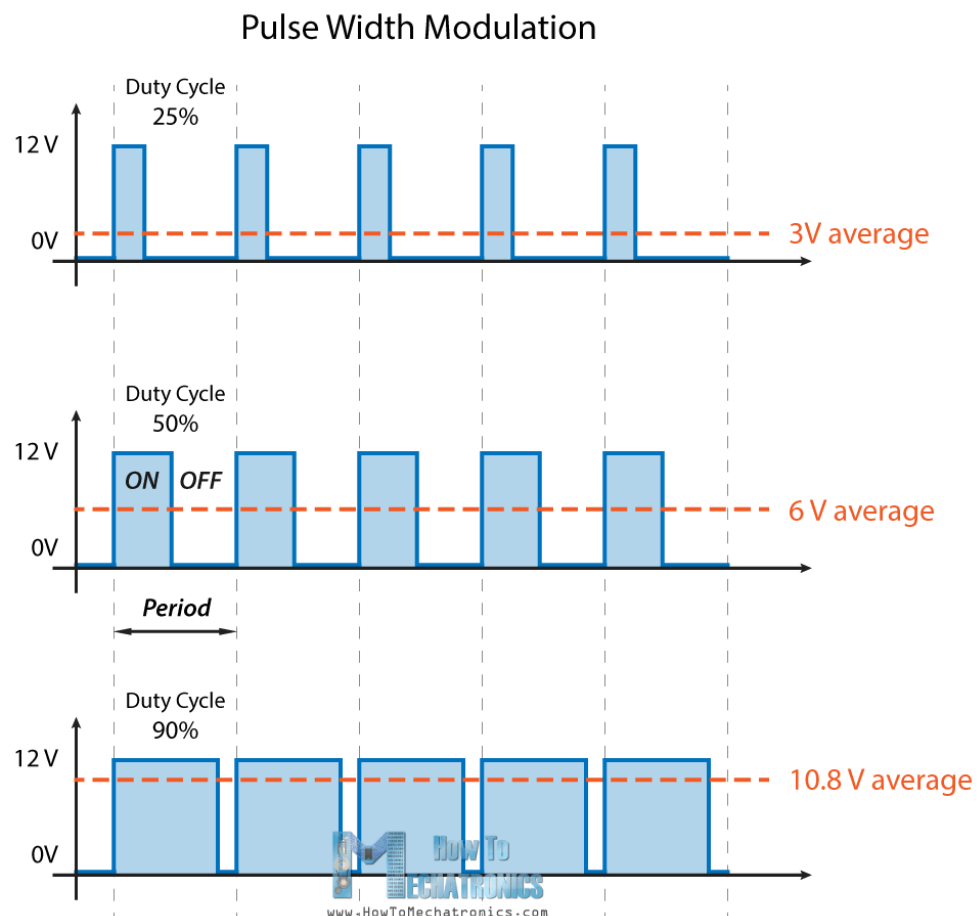 Pulse Width Modulation
Duty Cycle
25%
12 V
0V
3V average
Duty Cycle
50%
12 V
ON OFF
6 V average
0V
Period
Duty Cycle
90%
12 V
10.8 V average
0V
How To
Mechatronics
www.HowToMechatronics.com